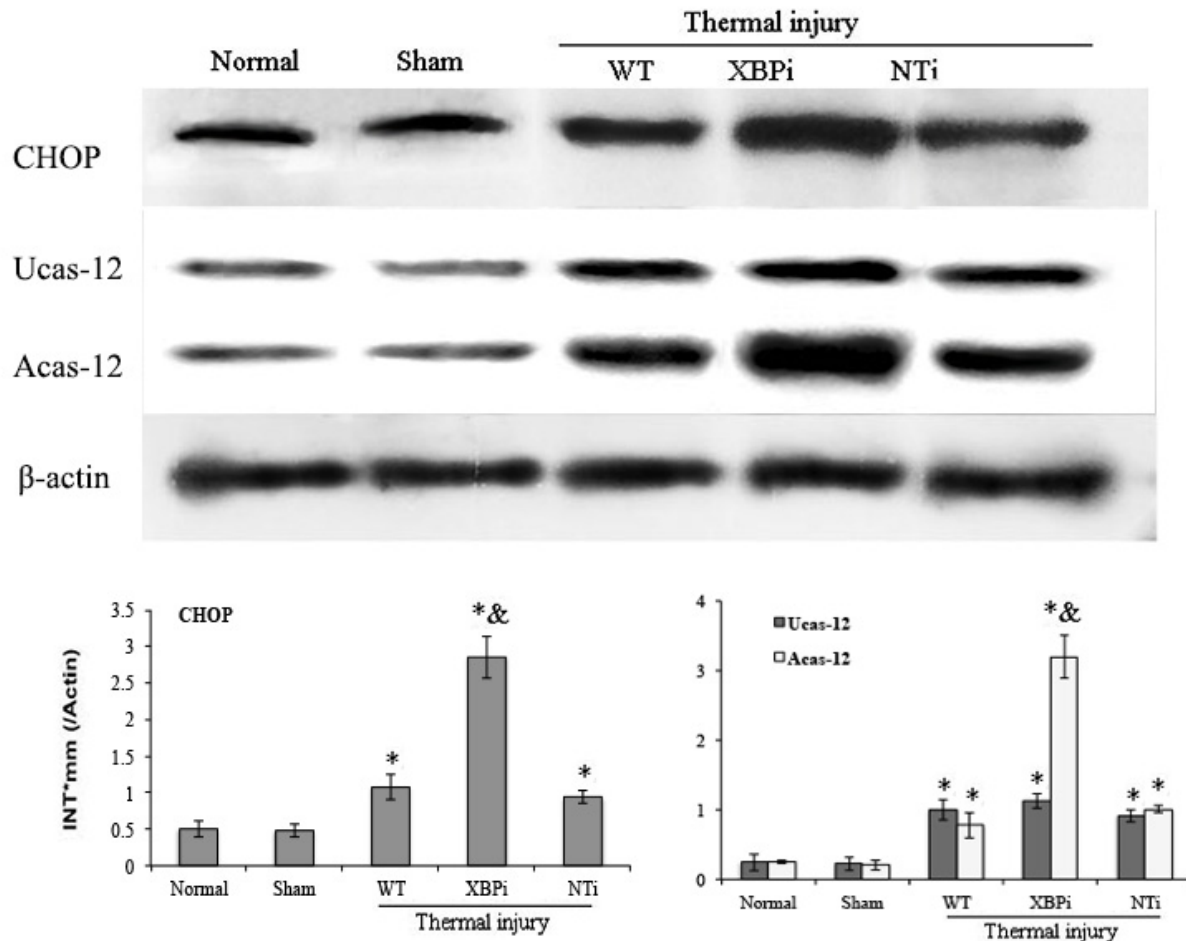 Thermal injury
Normal Sham WT XBPi NTi
CHOP
Ucas-12
Acas-12
β-actin
CHOP
INT*mm (/Actin)
3.5
3
2.5
2
1.5
1
0.5
0
* *& *
Normal Sham WT XBPi NTi
Thermal injury
Ucas-12
Acas-12
4
3
2
1
0
* * * *& * *
Normal Sham WT XBPi NTi
Thermal injury